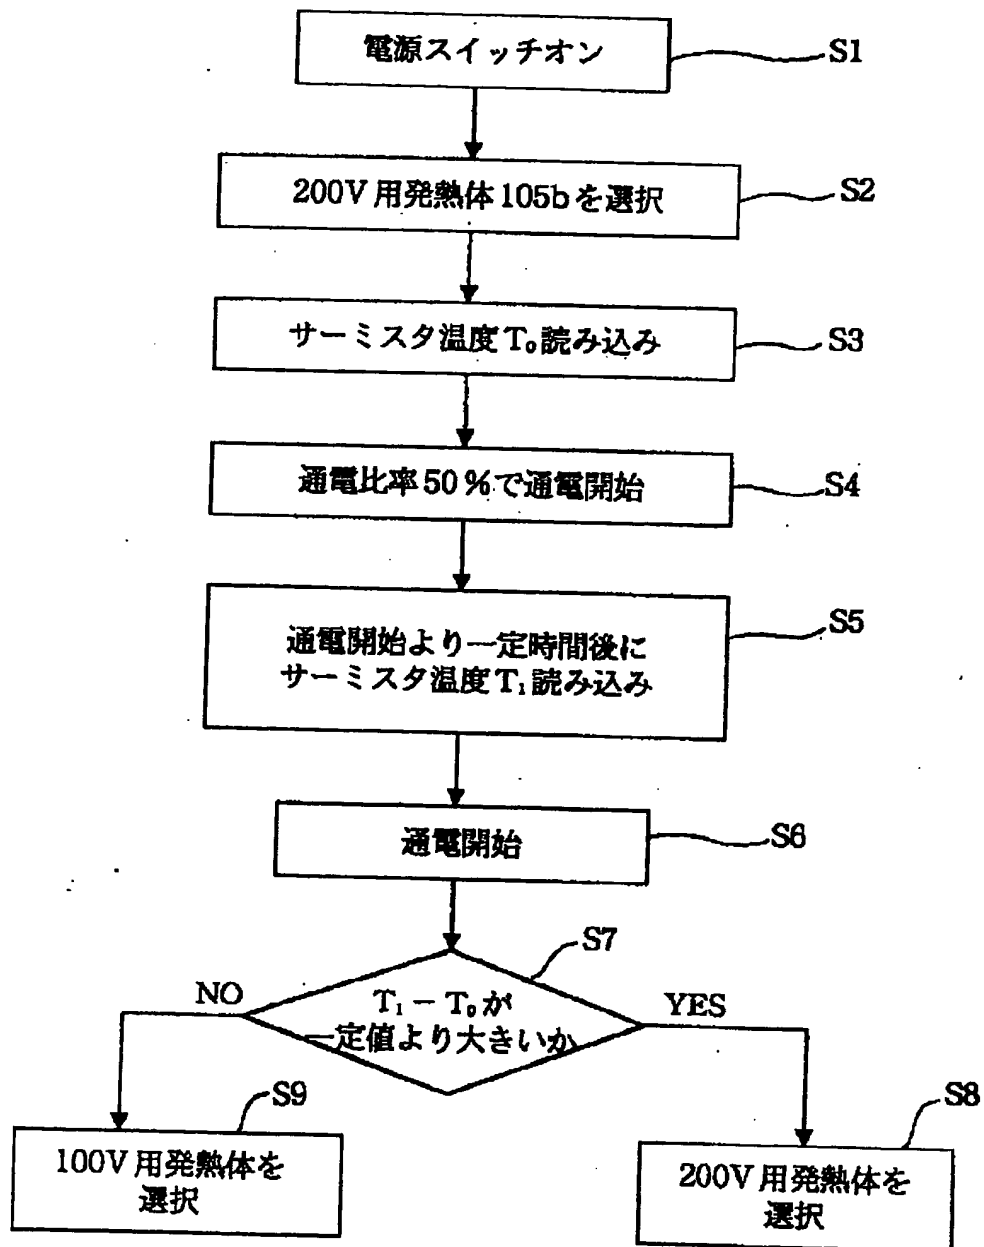 電源スイッチオン
S1
200V用発熱体105bを選択
S2
サーミスタ温度T₀読み込み
S3
通電比率50%で通電開始
S4
通電開始より一定時間後に
サーミスタ温度T₁読み込み
S5
通電開始
S6
S7
T₁−T₀が
一定値より大きいか
NO
YES
S9
100V用発熱体を
選択
S8
200V用発熱体を
選択